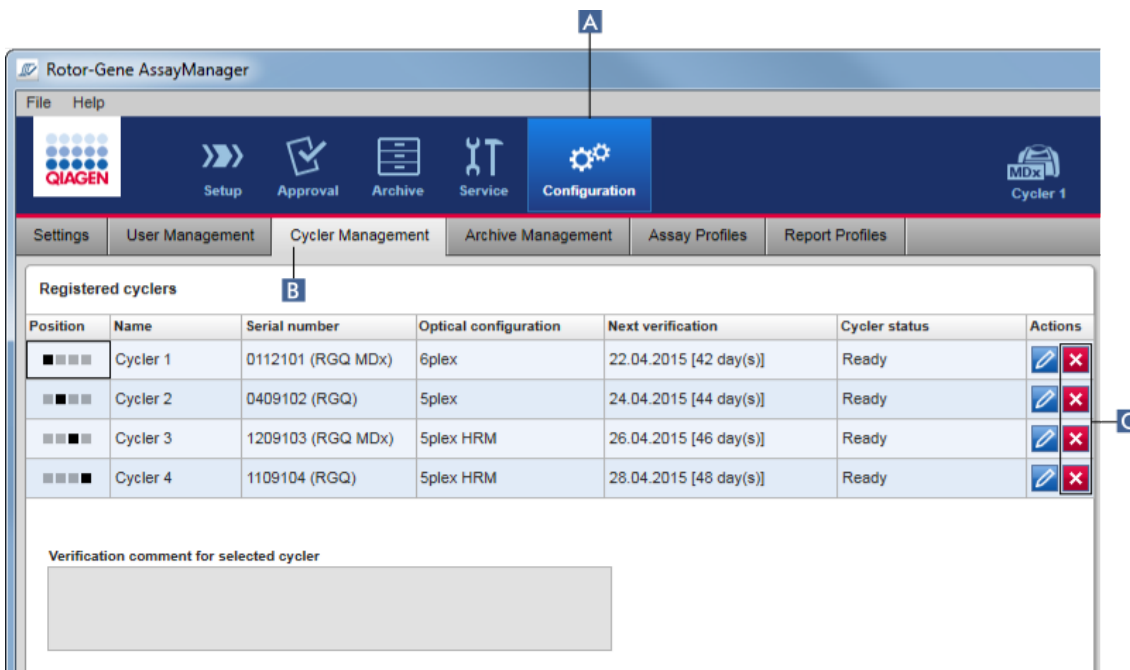 A
Rotor-Gene AssayManager
File Help
QIAGEN
Setup Approval Archive Service Configuration
MDx
Cycler 1
Settings User Management Cycler Management Archive Management Assay Profiles Report Profiles
Registered cyclers
B
Position Name Serial number Optical configuration Next verification Cycler status Actions
Cycler 1 0112101 (RGQ MDx) 6plex 22.04.2015 [42 day(s)] Ready
Cycler 2 0409102 (RGQ) 5plex 24.04.2015 [44 day(s)] Ready
C
Cycler 3 1209103 (RGQ MDx) 5plex HRM 26.04.2015 [46 day(s)] Ready
Cycler 4 1109104 (RGQ) 5plex HRM 28.04.2015 [48 day(s)] Ready
Verification comment for selected cycler